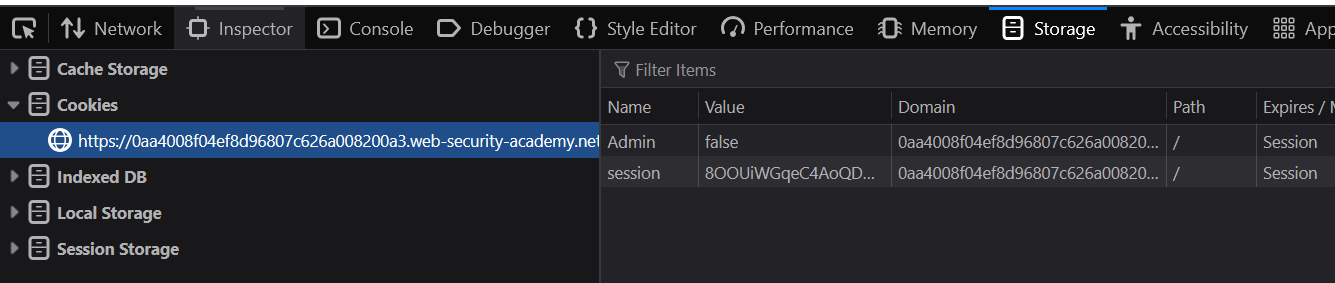 Network Inspector Console Debugger Style Editor Performance Memory Storage Accessibility App
Cache Storage
Cookies
https://0aa4008f04ef8d96807c626a008200a3.web-security-academy.net
Indexed DB
Local Storage
Session Storage
Filter Items
Name Value Domain Path Expires / M
Admin false 0aa4008f04ef8d96807c626a00820... / Session
session 8OOUiWGqeC4AoQD... 0aa4008f04ef8d96807c626a00820... / Session